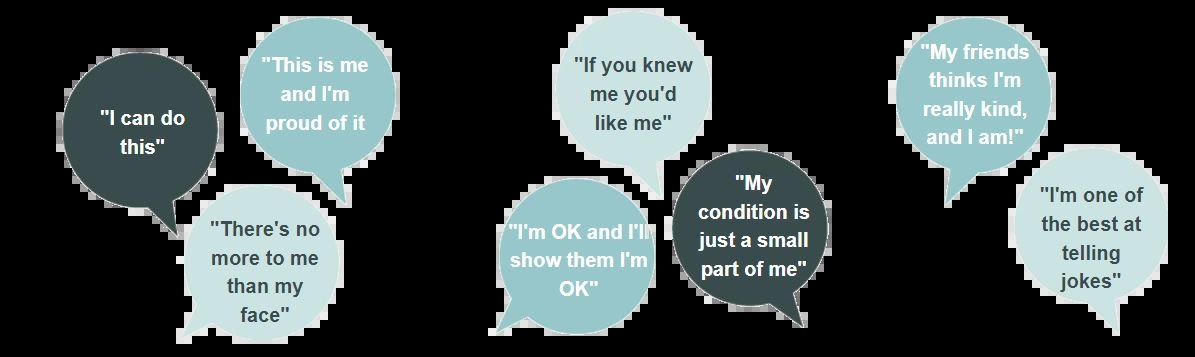 "I can do
this"
"This is me
and I'm
proud of it
"There's no
more to me
than my
face"
"If you knew
me you'd
like me"
"I'm OK and I'll
show them I'm
OK"
"My
condition is
just a small
part of me"
"My friends
thinks I'm
really kind,
and I am!"
"I'm one of
the best at
telling
jokes"